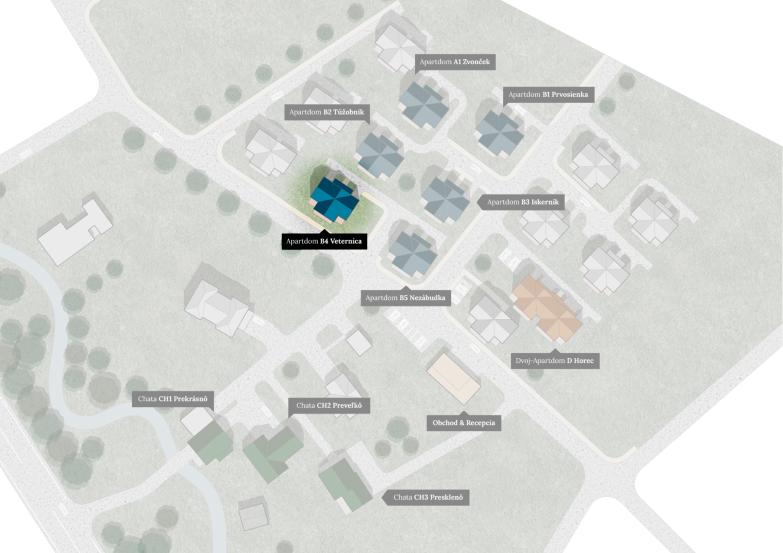 Apartdom A1 Zvonček
Apartdom B1 Prvosienka
Apartdom B2 Túžobník
Apartdom B3 Iskerník
Apartdom B4 Veternica
Apartdom B5 Nezábudka
Dvoj-Apartdom D Horec
Chata CH1 Prekrásnô
Chata CH2 Preveľkô
Obchod & Recepcia
Chata CH3 Presklenô